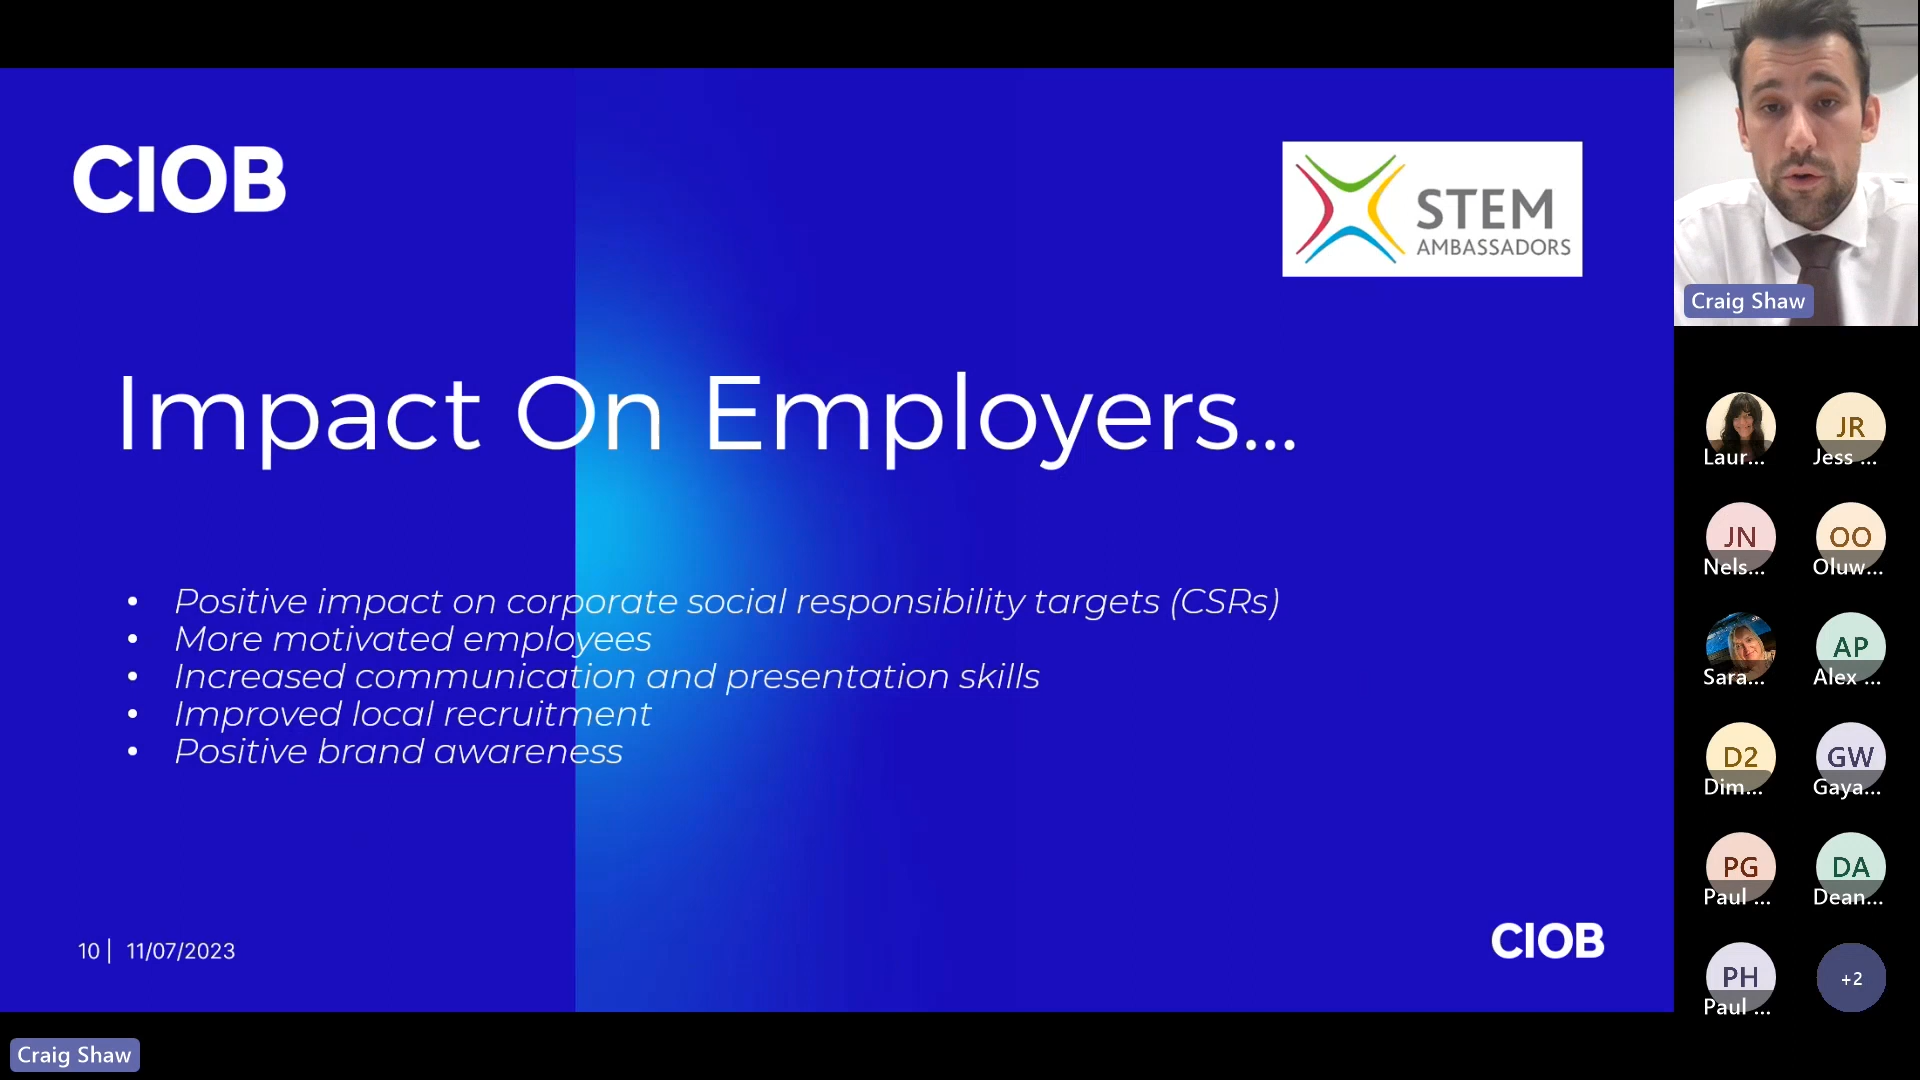 CIOB
STEM
AMBASSADORS
Impact On Employers...
• Positive impact on corporate social responsibility targets (CSRs)
• More motivated employees
• Increased communication and presentation skills
• Improved local recruitment
• Positive brand awareness
10 | 11/07/2023
CIOB
Craig Shaw
Craig Shaw
Laur...
JR
Jess ...
JN
Nels...
OO
Oluw...
Sara...
AP
Alex ...
D2
Dim...
GW
Gaya...
PG
Paul ...
DA
Dean...
PH
Paul ...
+2